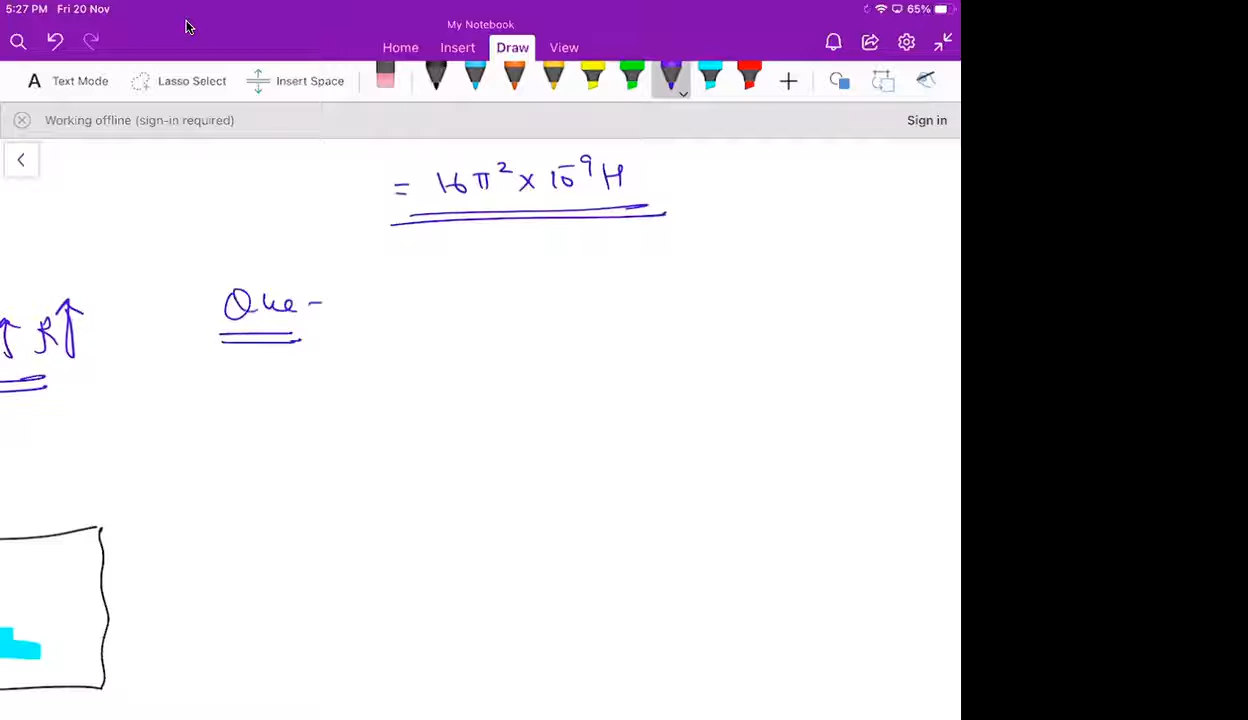 5:27 PM Fri 20 Nov
65%
My Notebook
Home Insert Draw View
A Text Mode Lasso Select Insert Space
Working offline (sign-in required) Sign in
= 16π² × 10⁻⁹ H
Que -